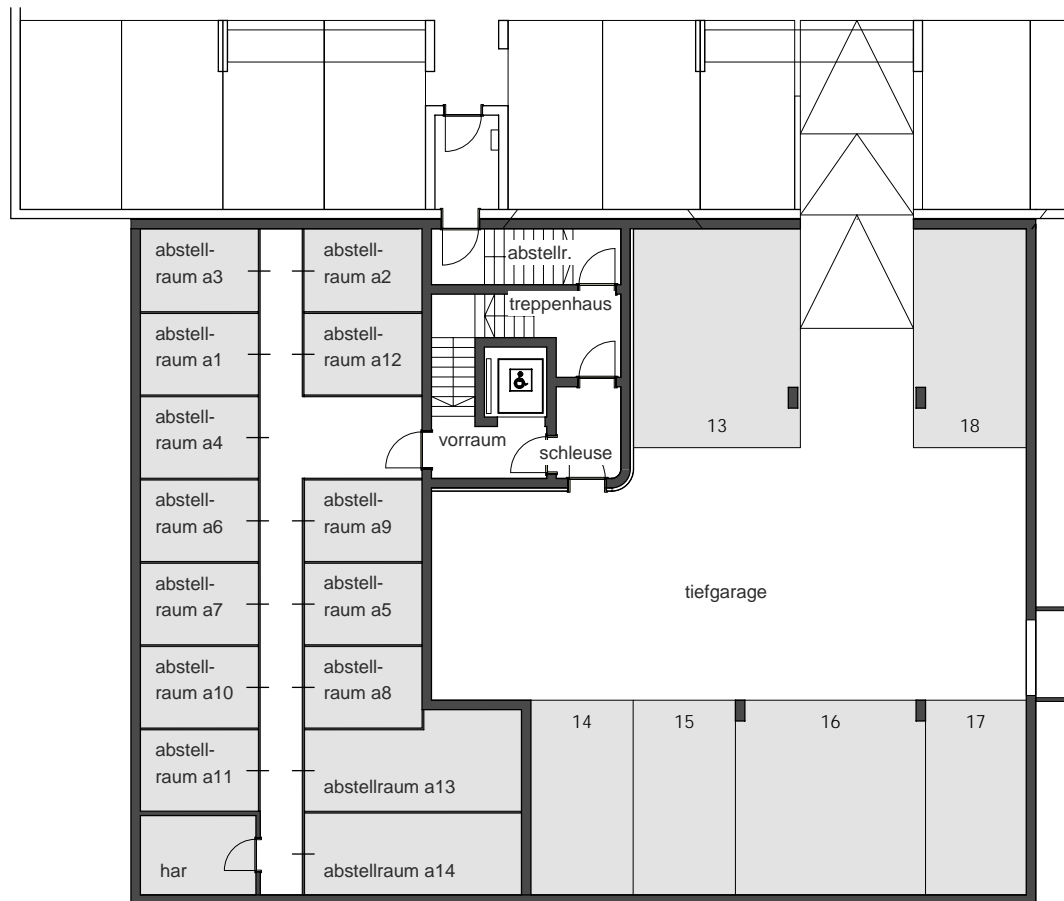 abstell-
raum a3
abstell-
raum a2
abstellr.
treppenhaus
abstell-
raum a1
abstell-
raum a12
abstell-
raum a4
vorraum
schleuse
13
18
abstell-
raum a6
abstell-
raum a9
abstell-
raum a7
abstell-
raum a5
tiefgarage
abstell-
raum a10
abstell-
raum a8
14
15
16
17
abstell-
raum a11
abstellraum a13
har
abstellraum a14